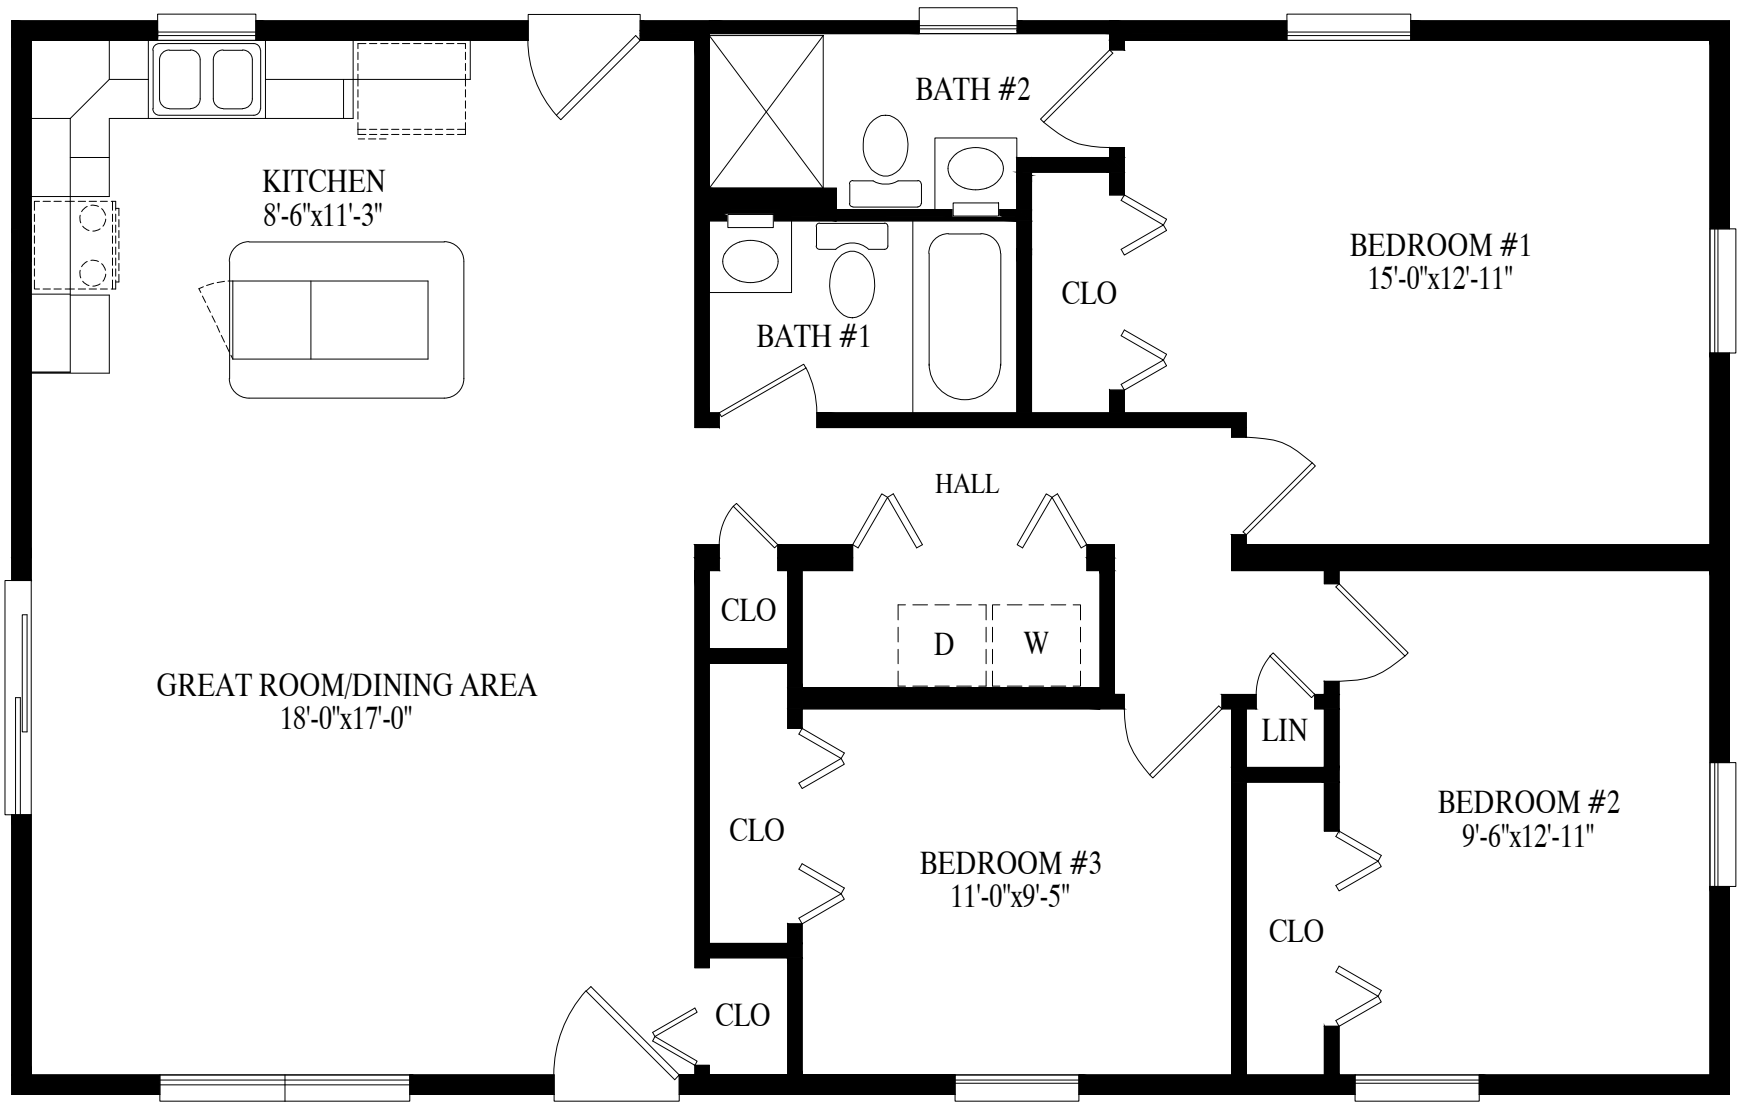 BATH #2
KITCHEN
8'-6"x11'-3"
BEDROOM #1
15'-0"x12'-11"
CLO
BATH #1
HALL
CLO
D
W
GREAT ROOM/DINING AREA
18'-0"x17'-0"
LIN
BEDROOM #2
9'-6"x12'-11"
CLO
BEDROOM #3
11'-0"x9'-5"
CLO
CLO